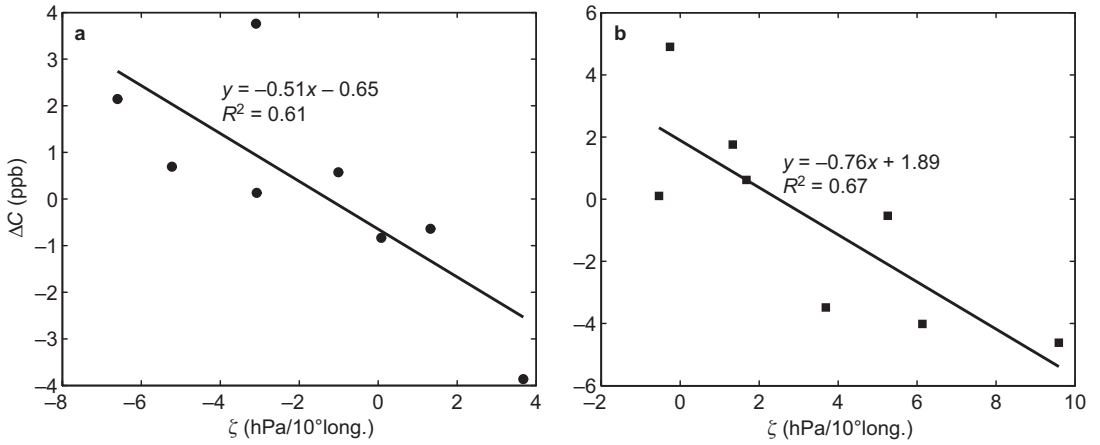 a
4
3
2
1
0
–1
–2
–3
–4
ΔC (ppb)
y = –0.51x – 0.65
R² = 0.61
–8 –6 –4 –2 0 2 4
ζ (hPa/10°long.)
b
6
4
2
0
–2
–4
–6
y = –0.76x + 1.89
R² = 0.67
–2 0 2 4 6 8 10
ζ (hPa/10°long.)